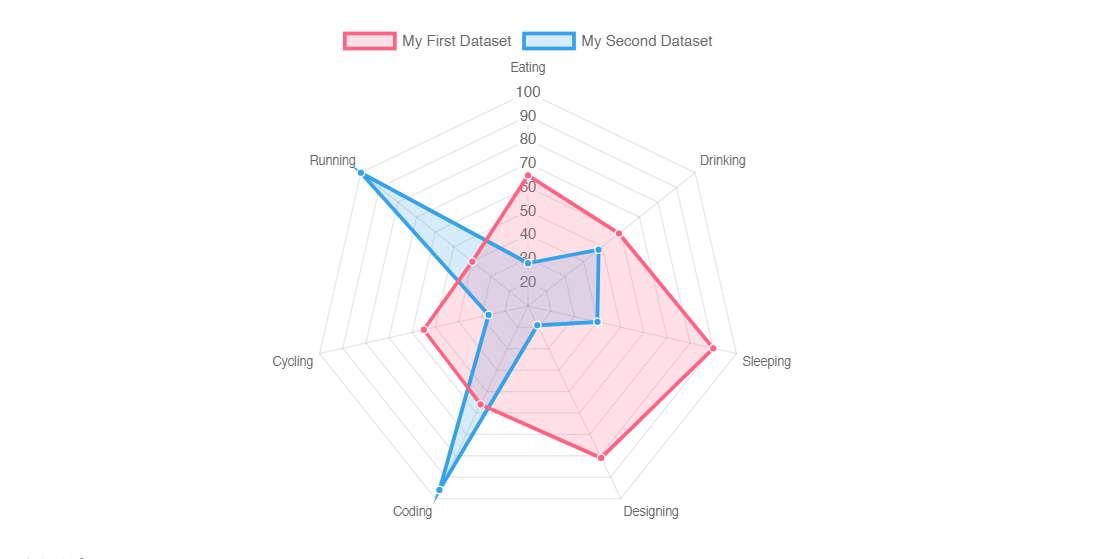 My First Dataset My Second Dataset
Eating
100
90
80
Running 70 Drinking
60
50
40
30
20
Cycling Sleeping
Coding Designing